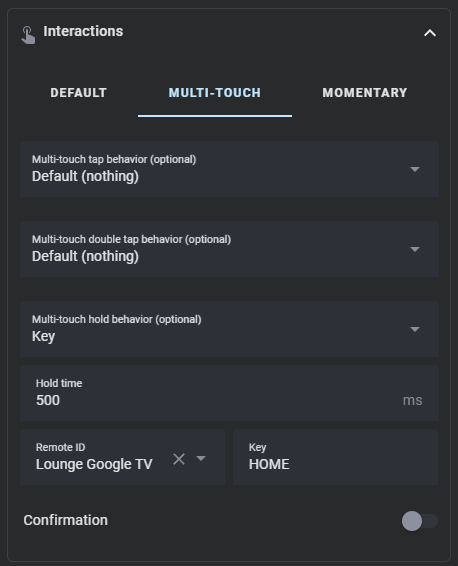 Interactions
DEFAULT MULTI-TOUCH MOMENTARY
Multi-touch tap behavior (optional)
Default (nothing)
Multi-touch double tap behavior (optional)
Default (nothing)
Multi-touch hold behavior (optional)
Key
Hold time
500 ms
Remote ID Key
Lounge Google TV HOME
Confirmation